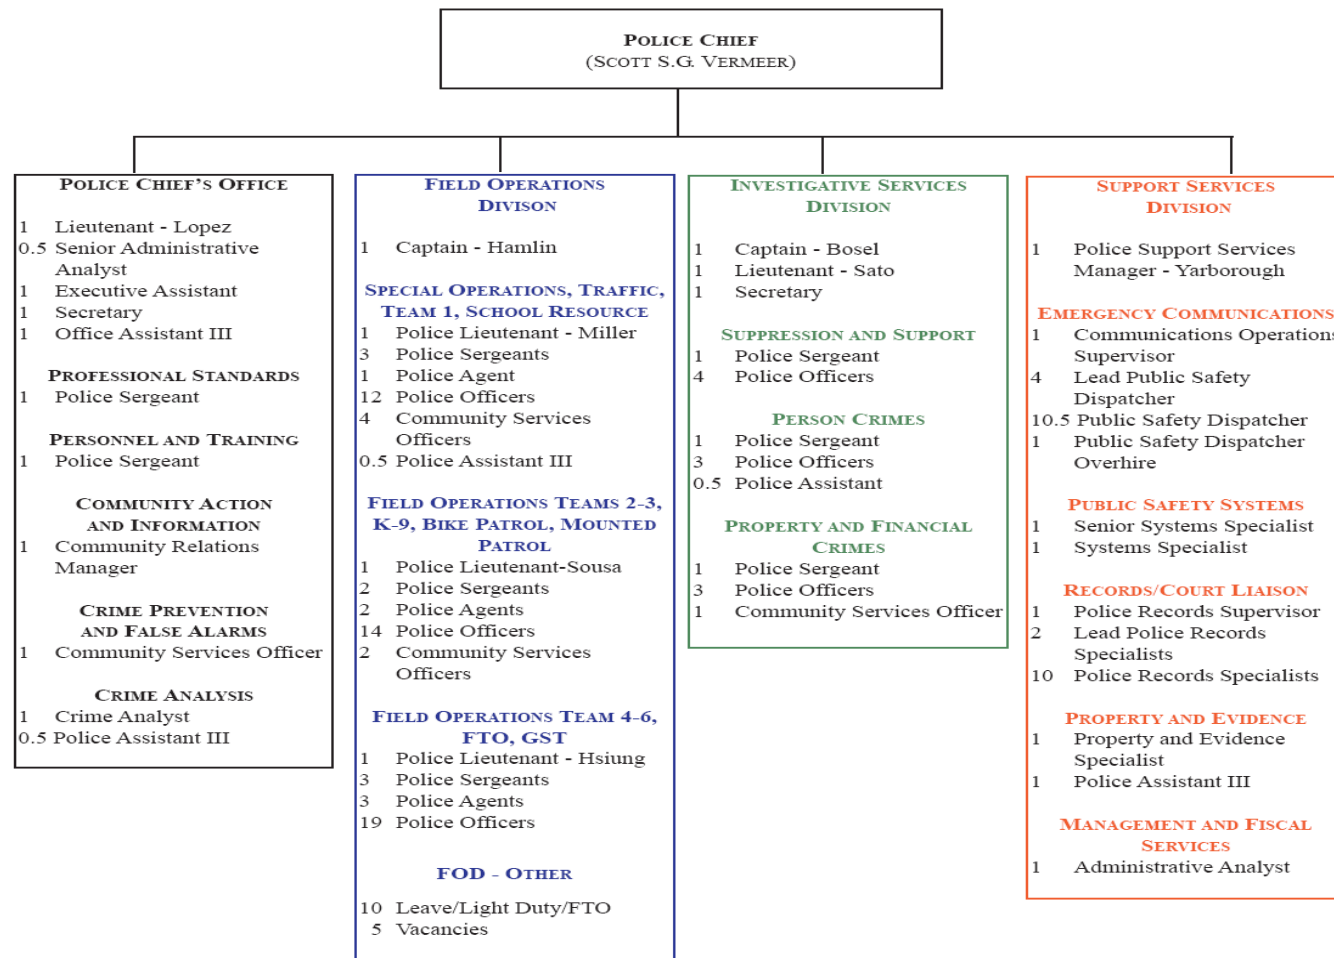 POLICE CHIEF
(SCOTT S.G. VERMEER)
POLICE CHIEF'S OFFICE
1 Lieutenant - Lopez
0.5 Senior Administrative
Analyst
1 Executive Assistant
1 Secretary
1 Office Assistant III
PROFESSIONAL STANDARDS
1 Police Sergeant
PERSONNEL AND TRAINING
1 Police Sergeant
COMMUNITY ACTION
AND INFORMATION
1 Community Relations
Manager
CRIME PREVENTION
AND FALSE ALARMS
1 Community Services Officer
CRIME ANALYSIS
1 Crime Analyst
0.5 Police Assistant III
FIELD OPERATIONS
DIVISON
1 Captain - Hamlin
SPECIAL OPERATIONS, TRAFFIC,
TEAM 1, SCHOOL RESOURCE
1 Police Lieutenant - Miller
3 Police Sergeants
1 Police Agent
12 Police Officers
4 Community Services
Officers
0.5 Police Assistant III
FIELD OPERATIONS TEAMS 2-3,
K-9, BIKE PATROL, MOUNTED
PATROL
1 Police Lieutenant-Sousa
2 Police Sergeants
2 Police Agents
14 Police Officers
2 Community Services
Officers
FIELD OPERATIONS TEAM 4-6,
FTO, GST
1 Police Lieutenant - Hsiung
3 Police Sergeants
3 Police Agents
19 Police Officers
FOD - OTHER
10 Leave/Light Duty/FTO
5 Vacancies
INVESTIGATIVE SERVICES
DIVISION
1 Captain - Bosel
1 Lieutenant - Sato
1 Secretary
SUPPRESSION AND SUPPORT
1 Police Sergeant
4 Police Officers
PERSON CRIMES
1 Police Sergeant
3 Police Officers
0.5 Police Assistant
PROPERTY AND FINANCIAL
CRIMES
1 Police Sergeant
3 Police Officers
1 Community Services Officer
SUPPORT SERVICES
DIVISION
1 Police Support Services
Manager - Yarborough
EMERGENCY COMMUNICATIONS
1 Communications Operations
Supervisor
4 Lead Public Safety
Dispatcher
10.5 Public Safety Dispatcher
1 Public Safety Dispatcher
Overhire
PUBLIC SAFETY SYSTEMS
1 Senior Systems Specialist
1 Systems Specialist
RECORDS/COURT LIAISON
1 Police Records Supervisor
2 Lead Police Records
Specialists
10 Police Records Specialists
PROPERTY AND EVIDENCE
1 Property and Evidence
Specialist
1 Police Assistant III
MANAGEMENT AND FISCAL
SERVICES
1 Administrative Analyst